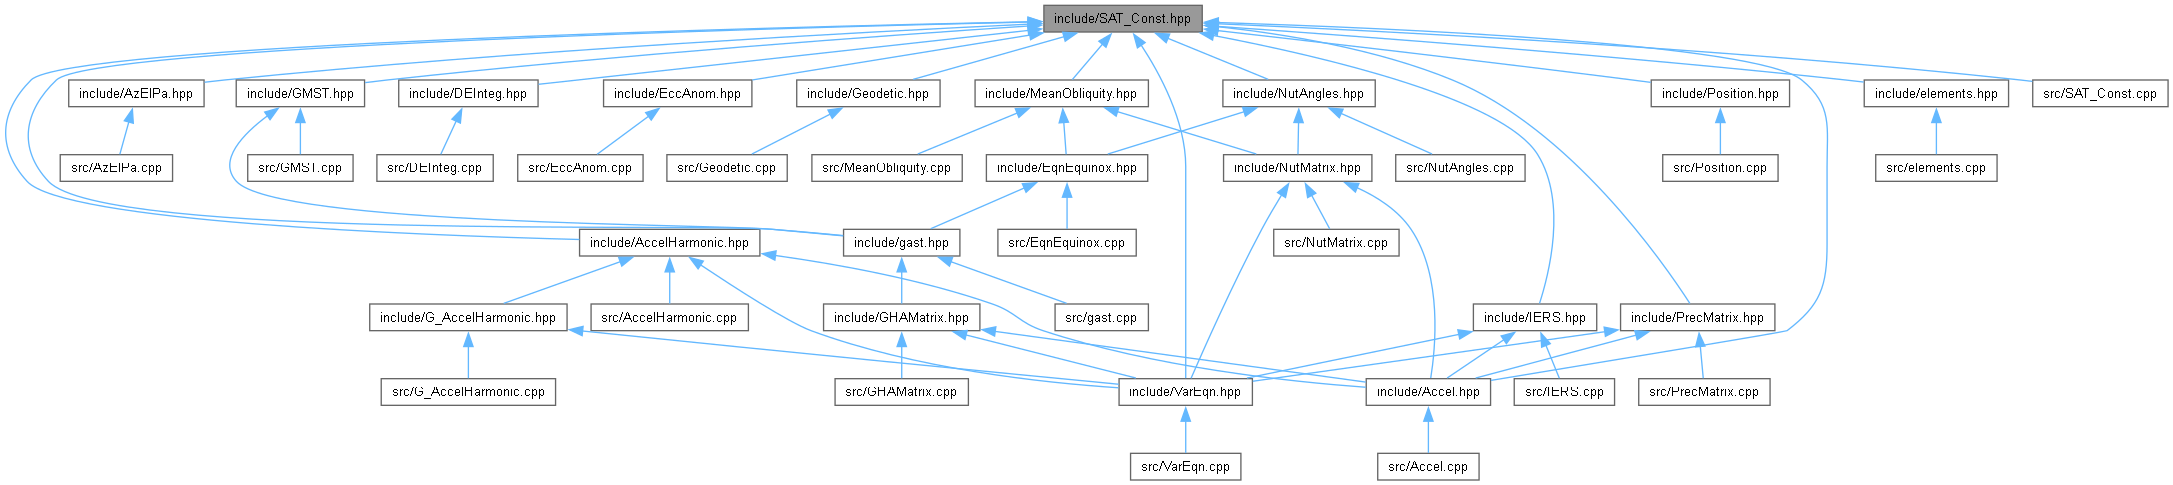 include/SAT_Const.hpp
include/AzElPa.hpp
include/GMST.hpp
include/DEInteg.hpp
include/EccAnom.hpp
include/Geodetic.hpp
include/MeanObliquity.hpp
include/NutAngles.hpp
include/Position.hpp
include/elements.hpp
src/SAT_Const.cpp
src/AzElPa.cpp
src/GMST.cpp
src/DEInteg.cpp
src/EccAnom.cpp
src/Geodetic.cpp
src/MeanObliquity.cpp
include/EqnEquinox.hpp
include/NutMatrix.hpp
src/NutAngles.cpp
src/Position.cpp
src/elements.cpp
include/AccelHarmonic.hpp
include/gast.hpp
src/EqnEquinox.cpp
src/NutMatrix.cpp
include/G_AccelHarmonic.hpp
src/AccelHarmonic.cpp
include/GHAMatrix.hpp
src/gast.cpp
include/IERS.hpp
include/PrecMatrix.hpp
src/G_AccelHarmonic.cpp
src/GHAMatrix.cpp
include/VarEqn.hpp
include/Accel.hpp
src/IERS.cpp
src/PrecMatrix.cpp
src/VarEqn.cpp
src/Accel.cpp